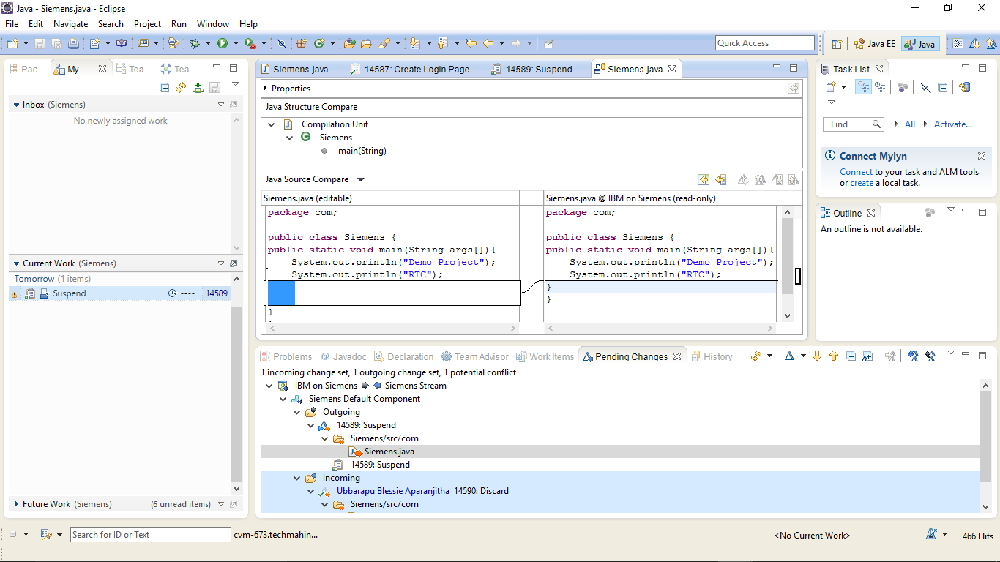 Java - Siemens.java - Eclipse
File Edit Navigate Search Project Run Window Help
Quick Access
Java EE
Java
Pac...
My ...
Tea...
Tea...
Inbox (Siemens)
No newly assigned work
Current Work (Siemens)
Tomorrow (1 items)
Suspend ---- 14589
Future Work (Siemens) (6 unread items)
Siemens.java
14587: Create Login Page
14589: Suspend
Siemens.java
Properties
Java Structure Compare
Compilation Unit
Siemens
main(String)
Java Source Compare
Siemens.java (editable)
package com;
public class Siemens {
public static void main(String args[]){
System.out.println("Demo Project");
System.out.println("RTC");
}
Siemens.java @ IBM on Siemens (read-only)
package com;
public class Siemens {
public static void main(String args[]){
System.out.println("Demo Project");
System.out.println("RTC");
}
}
Task List
Find
All
Activate...
Connect Mylyn
Connect to your task and ALM tools
or create a local task.
Outline
An outline is not available.
Problems
@ Javadoc
Declaration
Team Advisor
Work Items
Pending Changes
History
1 incoming change set, 1 outgoing change set, 1 potential conflict
IBM on Siemens Siemens Stream
Siemens Default Component
Outgoing
14589: Suspend
Siemens/src/com
Siemens.java
14589: Suspend
Incoming
Ubbarapu Blessie Aparanjitha 14590: Discard
Siemens/src/com
Search for ID or Text
cvm-673.techmahin...
<No Current Work>
466 Hits